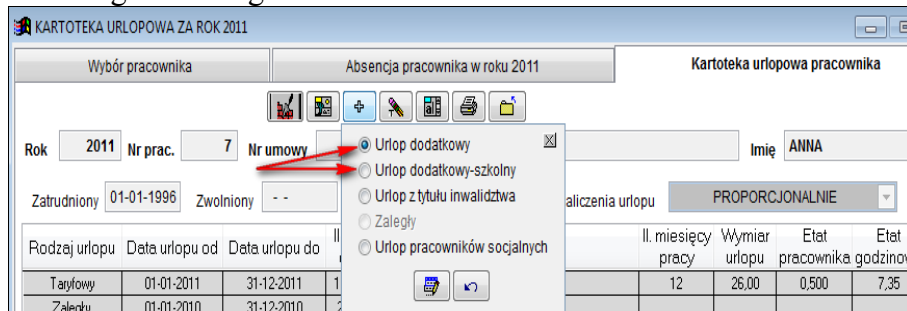 KARTOTEKA URLOPOWA ZA ROK 2011
Wybór pracownika Absencja pracownika w roku 2011 Kartoteka urlopowa pracownika
Rok 2011 Nr prac. 7 Nr umowy Imię ANNA
Urlop dodatkowy
Urlop dodatkowy-szkolny
Urlop z tytułu inwalidztwa
Zaległy
Urlop pracowników socjalnych
Zatrudniony 01-01-1996 Zwolniony - - aliczenia urlopu PROPORCJONALNIE
Rodzaj urlopu Data urlopu od Data urlopu do Il. miesięcy pracy Wymiar urlopu Etat pracownika Etat
Taryfowy 01-01-2011 31-12-2011 12 26,00 0,500 7,35
Zaległy 01-01-2010 31-12-2010